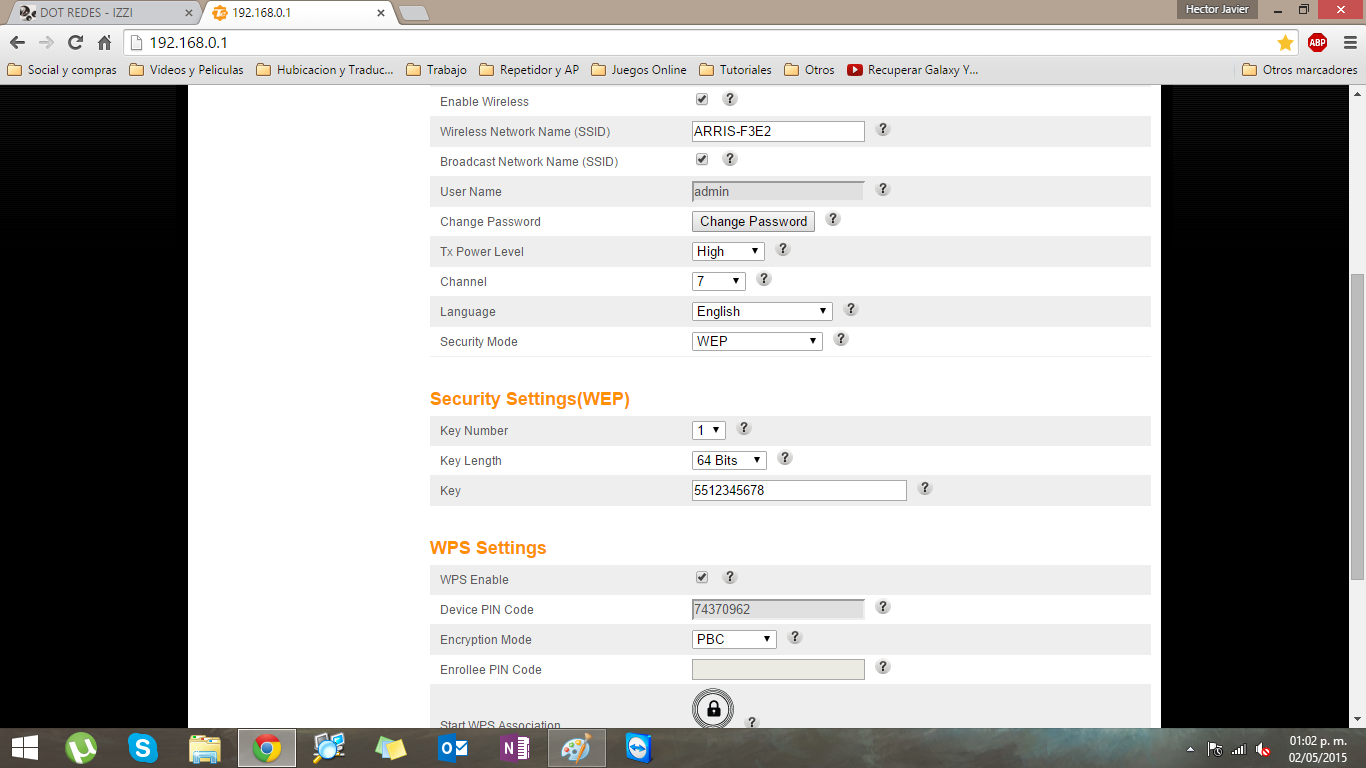 DOT REDES - IZZI
192.168.0.1
Hector Javier
192.168.0.1
ABP
Social y compras
Videos y Peliculas
Hubicacion y Traduc...
Trabajo
Repetidor y AP
Juegos Online
Tutoriales
Otros
Recuperar Galaxy Y...
Otros marcadores
Enable Wireless ?
Wireless Network Name (SSID) ARRIS-F3E2 ?
Broadcast Network Name (SSID) ?
User Name admin ?
Change Password Change Password ?
Tx Power Level High ?
Channel 7 ?
Language English ?
Security Mode WEP ?
Security Settings(WEP)
Key Number 1 ?
Key Length 64 Bits ?
Key 5512345678 ?
WPS Settings
WPS Enable ?
Device PIN Code 74370962 ?
Encryption Mode PBC ?
Enrollee PIN Code ?
Start WPS Association ?
01:02 p. m.
02/05/2015